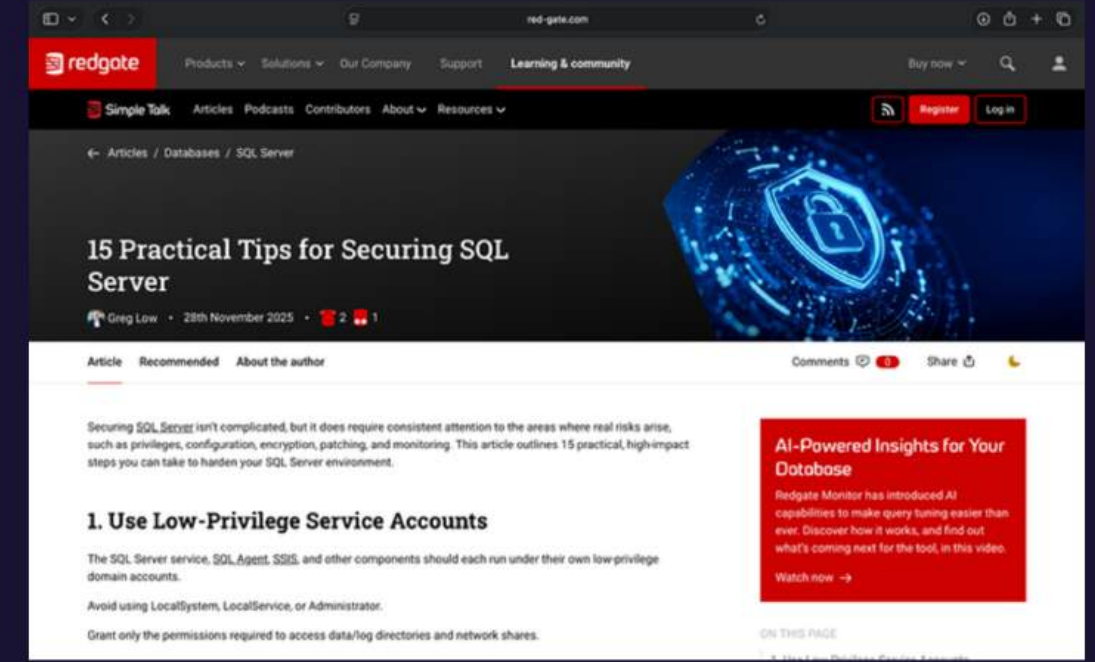 red-gate.com
redgate
Products Solutions Our Company Support Learning & community Buy now
Simple Talk Articles Podcasts Contributors About Resources Register Log in
← Articles / Databases / SQL Server
15 Practical Tips for Securing SQL
Server
Greg Low • 28th November 2025 • 2 1
Article Recommended About the author Comments 0 Share
Securing SQL Server isn't complicated, but it does require consistent attention to the areas where real risks arise,
such as privileges, configuration, encryption, patching, and monitoring. This article outlines 15 practical, high-impact
steps you can take to harden your SQL Server environment.
1. Use Low-Privilege Service Accounts
The SQL Server service, SQL Agent, SSIS, and other components should each run under their own low-privilege
domain accounts.
Avoid using LocalSystem, LocalService, or Administrator.
Grant only the permissions required to access data/log directories and network shares.
AI-Powered Insights for Your
Database
Redgate Monitor has introduced AI
capabilities to make query tuning easier than
ever. Discover how it works, and find out
what's coming next for the tool, in this video.
Watch now →
ON THIS PAGE
1. Use Low-Privilege Service Accounts